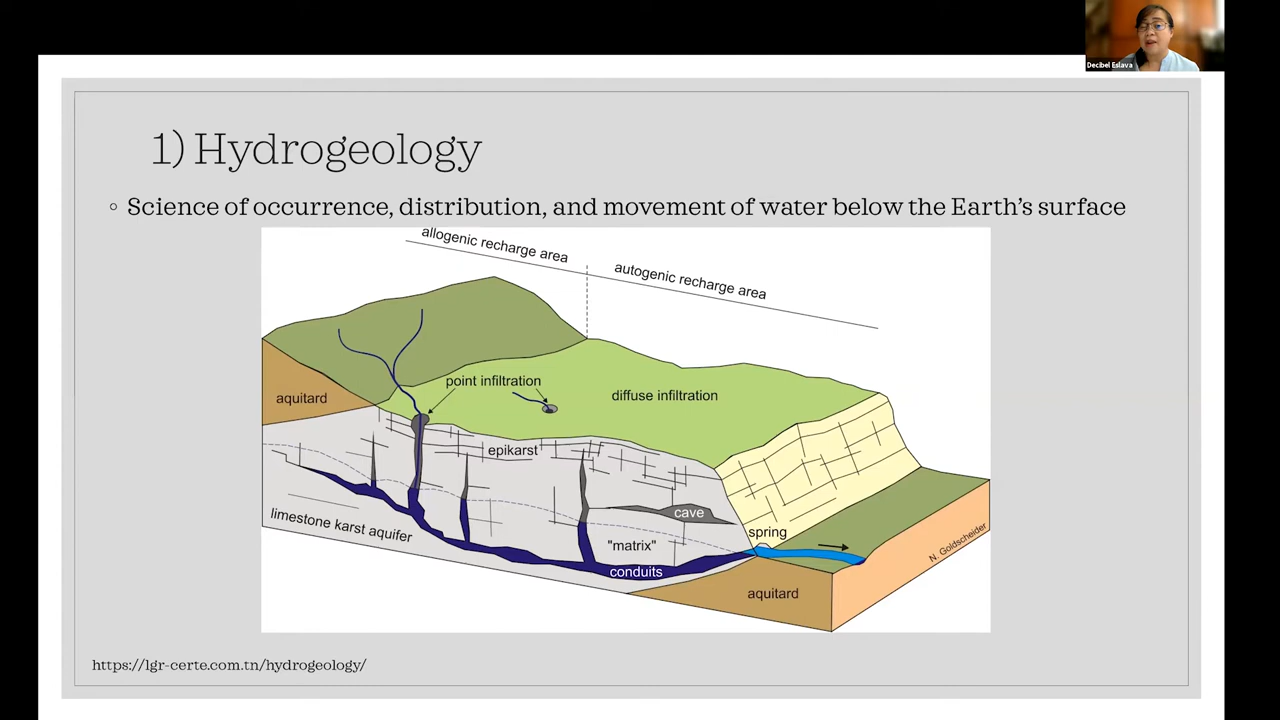 Decibel Eslava
1) Hydrogeology
◦ Science of occurrence, distribution, and movement of water below the Earth's surface
allogenic recharge area
autogenic recharge area
point infiltration
diffuse infiltration
aquitard
epikarst
cave
limestone karst aquifer
spring
"matrix"
N. Goldscheider
conduits
aquitard
https://lgr-certe.com.tn/hydrogeology/